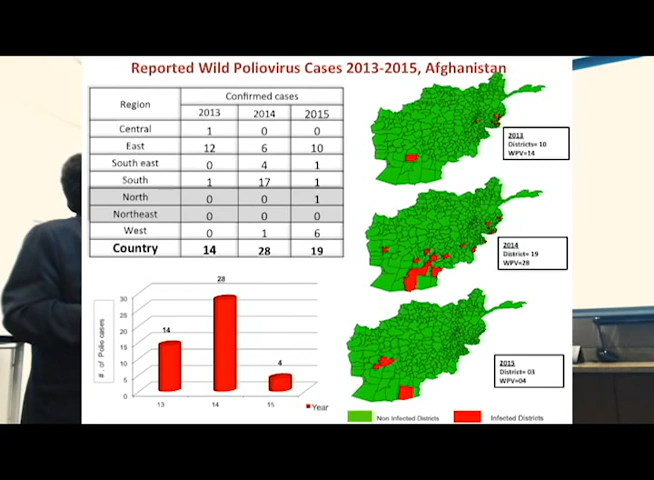 Reported Wild Poliovirus Cases 2013-2015, Afghanistan
Region Confirmed cases
2013 2014 2015
Central 1 0 0
East 12 6 10
South east 0 4 1
South 1 17 1
North 0 0 1
Northeast 0 0 0
West 0 1 6
Country 14 28 19
2013
Districts= 10
WPV=14
2014
District= 19
WPV=28
2015
District= 03
WPV=04
# . of Polio cases
30
25
20
15
10
5
0
14
28
4
13 14 15
Year
Non Infected Districts Infected Districts